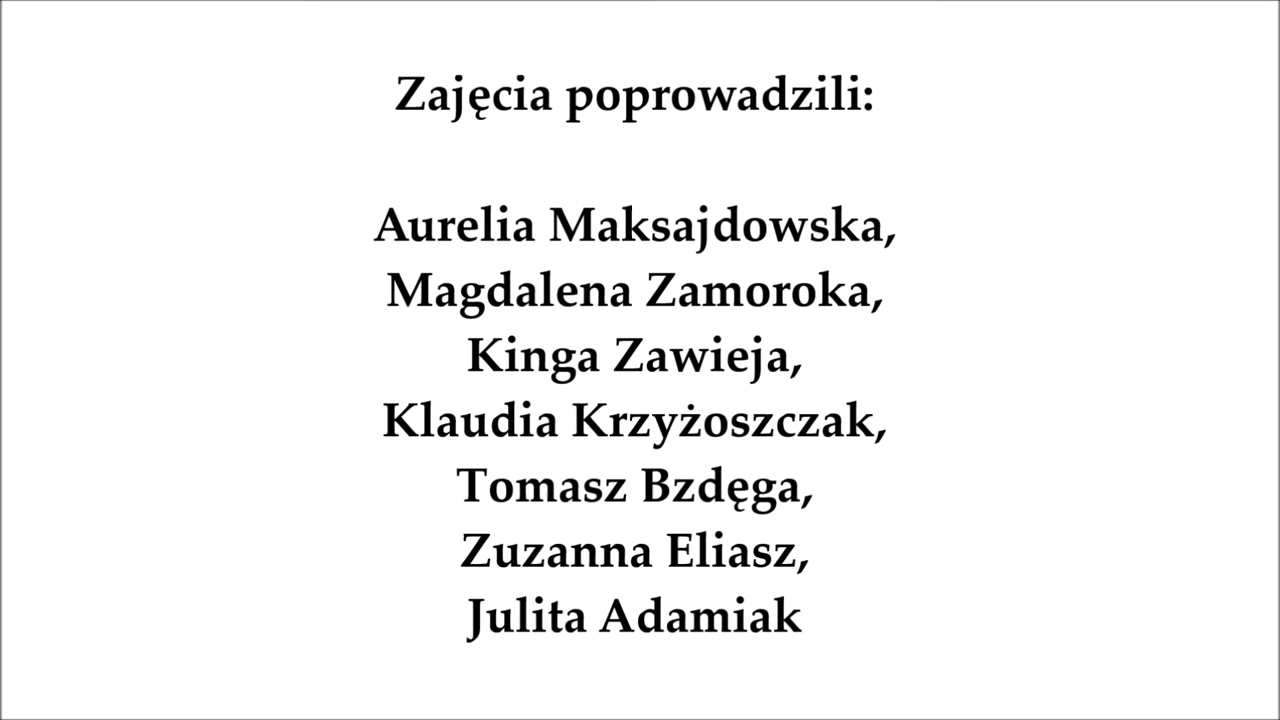 Zajęcia poprowadzili:
Aurelia Maksajdowska,
Magdalena Zamoroka,
Kinga Zawieja,
Klaudia Krzyżoszczak,
Tomasz Bzdęga,
Zuzanna Eliasz,
Julita Adamiak